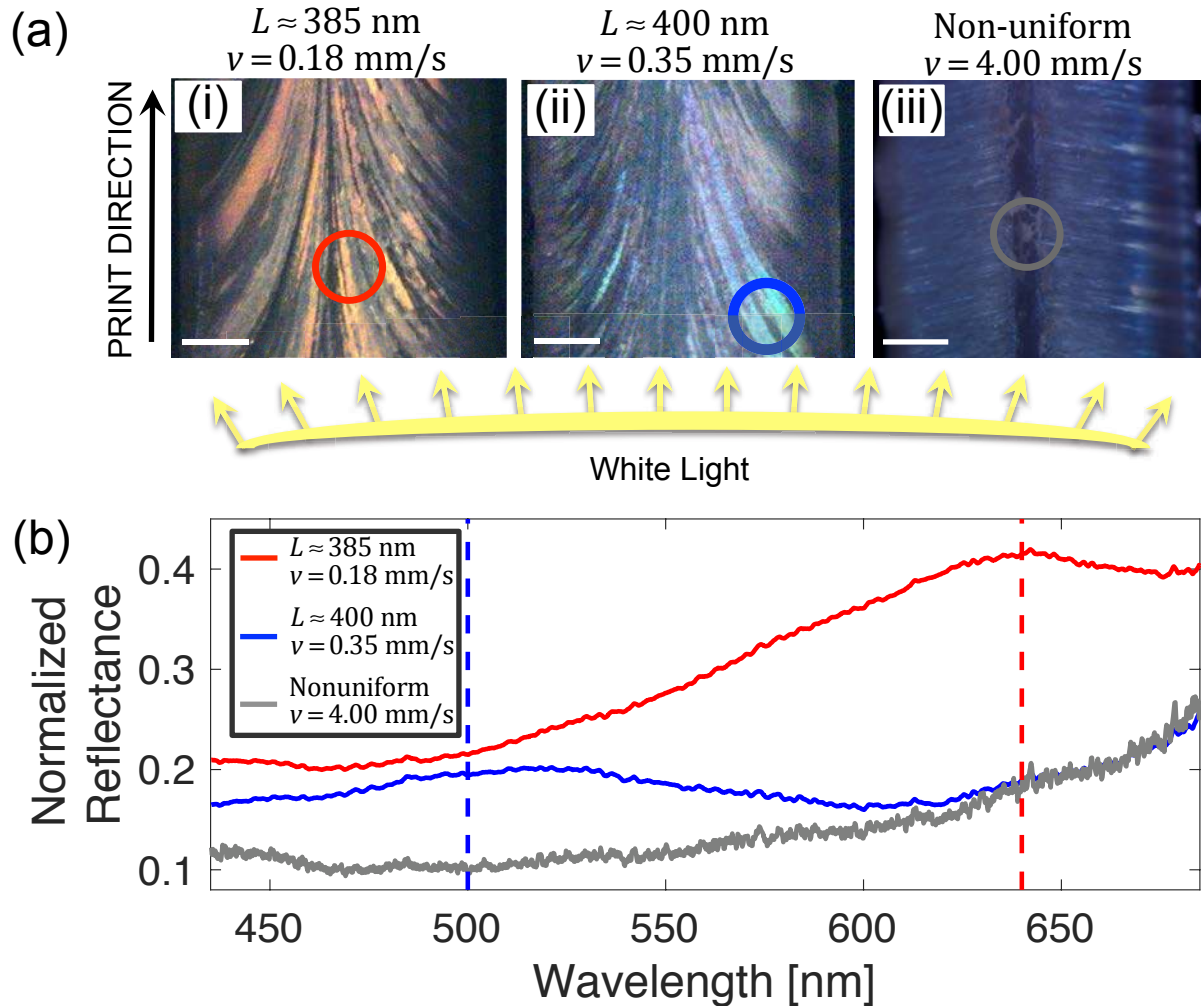 (a)
L ≈ 385 nm
v = 0.18 mm/s
L ≈ 400 nm
v = 0.35 mm/s
Non-uniform
v = 4.00 mm/s
PRINT DIRECTION
(i)
(ii)
(iii)
White Light
(b)
Normalized
Reflectance
0.4
0.3
0.2
0.1
L ≈ 385 nm
v = 0.18 mm/s
L ≈ 400 nm
v = 0.35 mm/s
Nonuniform
v = 4.00 mm/s
450
500
550
600
650
Wavelength [nm]